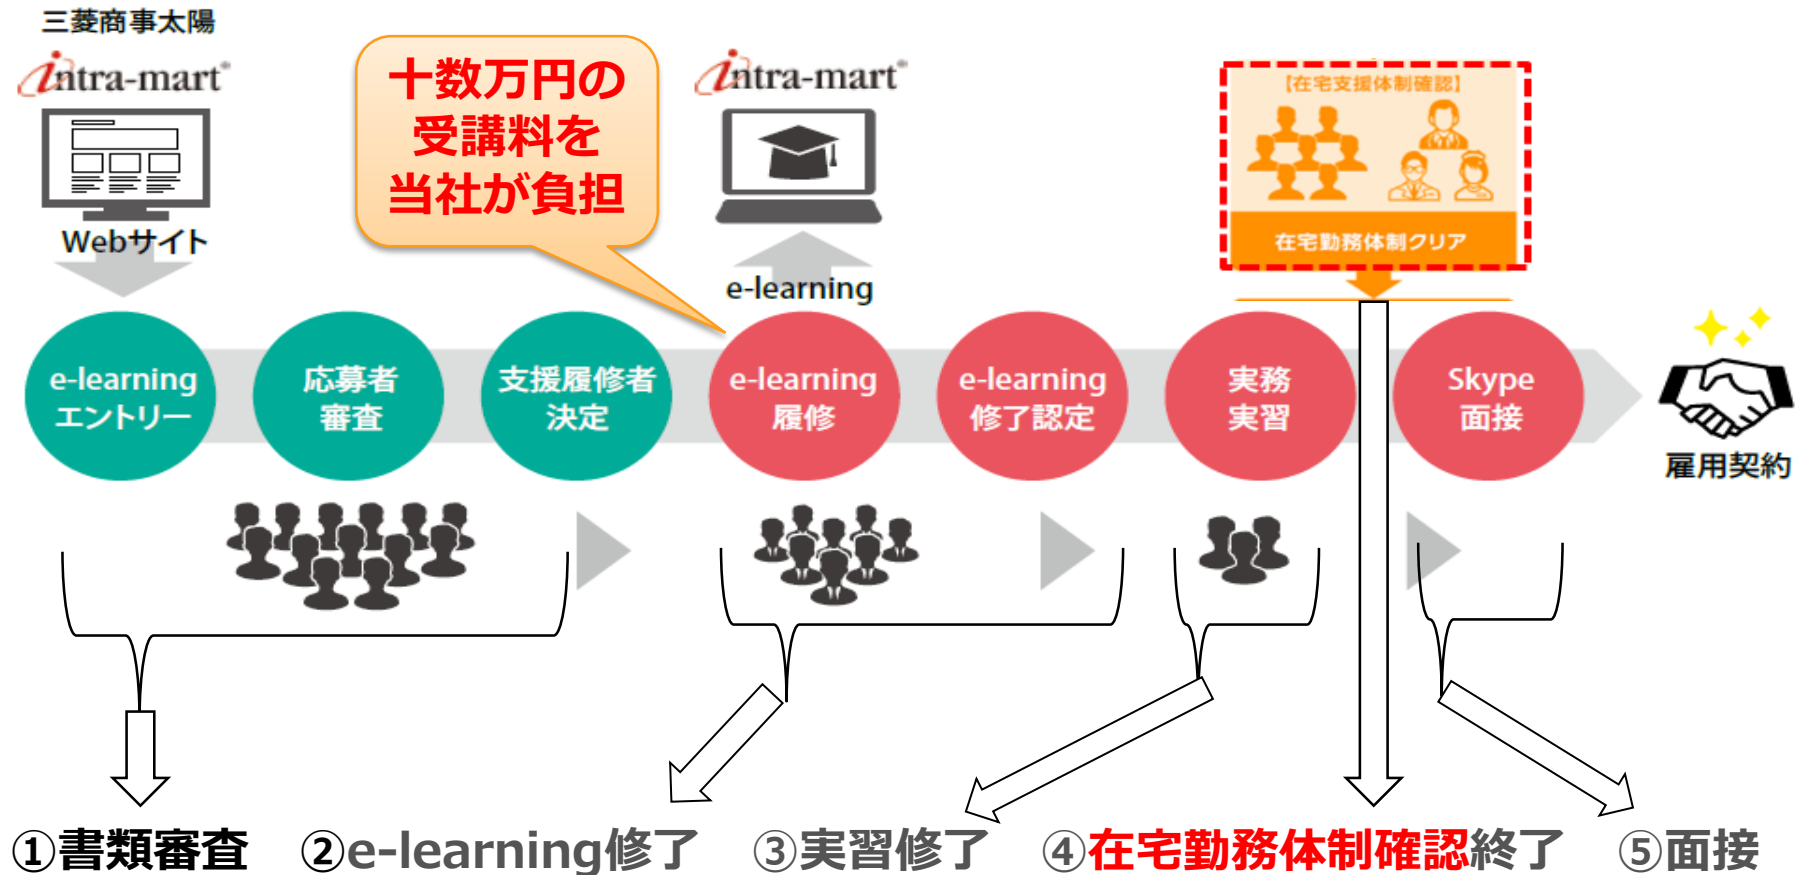 三菱商事太陽
intra-mart®
Webサイト
十数万円の
受講料を
当社が負担
intra-mart®
e-learning
【在宅支援体制確認】
在宅勤務体制クリア
e-learning
エントリー
応募者
審査
支援履修者
決定
e-learning
履修
e-learning
修了認定
実務
実習
Skype
面接
雇用契約
①書類審査
②e-learning修了
③実習修了
④在宅勤務体制確認終了
⑤面接